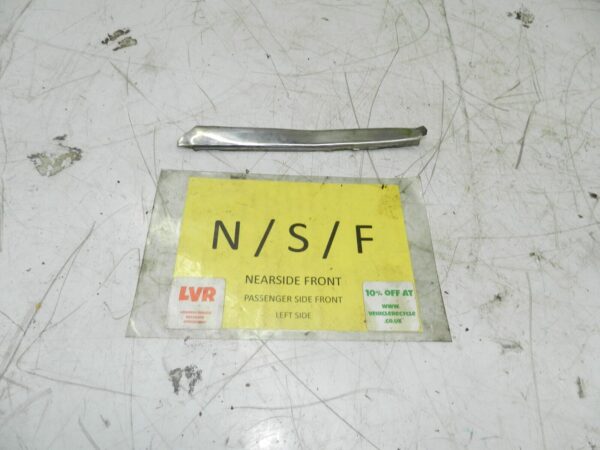 N / S / F
NEARSIDE FRONT
PASSENGER SIDE FRONT
LEFT SIDE
LVR
10% OFF AT
WWW.
VEHICLERECYCLE
.CO.UK